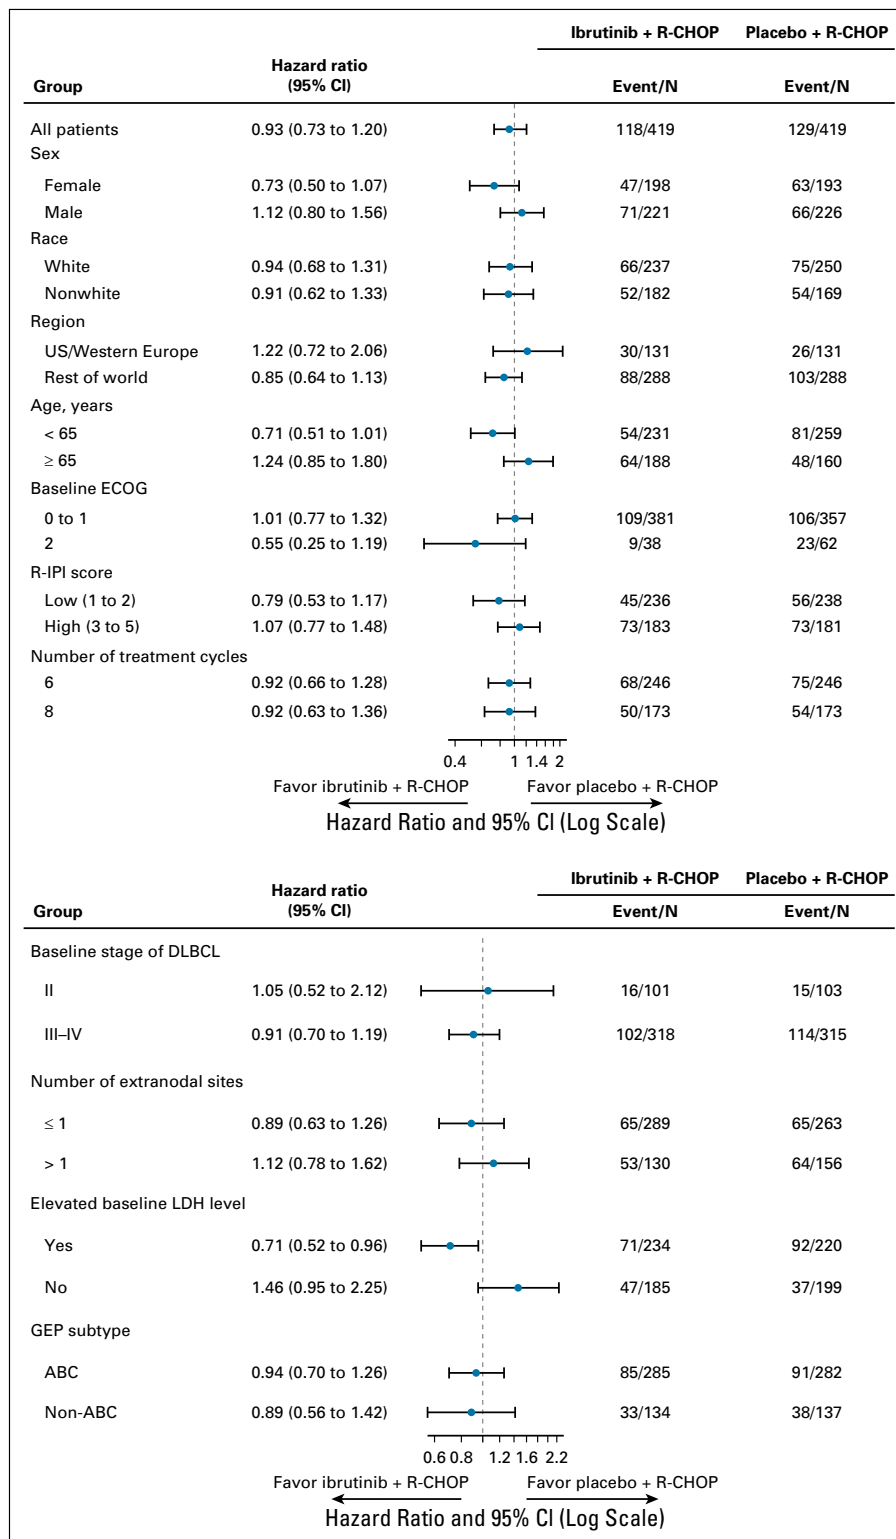 Ibrutinib + R-CHOP Placebo + R-CHOP
Hazard ratio
Group (95% CI) Event/N Event/N
All patients 0.93 (0.73 to 1.20) 118/419 129/419
Sex
Female 0.73 (0.50 to 1.07) 47/198 63/193
Male 1.12 (0.80 to 1.56) 71/221 66/226
Race
White 0.94 (0.68 to 1.31) 66/237 75/250
Nonwhite 0.91 (0.62 to 1.33) 52/182 54/169
Region
US/Western Europe 1.22 (0.72 to 2.06) 30/131 26/131
Rest of world 0.85 (0.64 to 1.13) 88/288 103/288
Age, years
< 65 0.71 (0.51 to 1.01) 54/231 81/259
≥ 65 1.24 (0.85 to 1.80) 64/188 48/160
Baseline ECOG
0 to 1 1.01 (0.77 to 1.32) 109/381 106/357
2 0.55 (0.25 to 1.19) 9/38 23/62
R-IPI score
Low (1 to 2) 0.79 (0.53 to 1.17) 45/236 56/238
High (3 to 5) 1.07 (0.77 to 1.48) 73/183 73/181
Number of treatment cycles
6 0.92 (0.66 to 1.28) 68/246 75/246
8 0.92 (0.63 to 1.36) 50/173 54/173
0.4 1 1.4 2
Favor ibrutinib + R-CHOP Favor placebo + R-CHOP
Hazard Ratio and 95% CI (Log Scale)
Ibrutinib + R-CHOP Placebo + R-CHOP
Hazard ratio
Group (95% CI) Event/N Event/N
Baseline stage of DLBCL
II 1.05 (0.52 to 2.12) 16/101 15/103
III–IV 0.91 (0.70 to 1.19) 102/318 114/315
Number of extranodal sites
≤ 1 0.89 (0.63 to 1.26) 65/289 65/263
> 1 1.12 (0.78 to 1.62) 53/130 64/156
Elevated baseline LDH level
Yes 0.71 (0.52 to 0.96) 71/234 92/220
No 1.46 (0.95 to 2.25) 47/185 37/199
GEP subtype
ABC 0.94 (0.70 to 1.26) 85/285 91/282
Non-ABC 0.89 (0.56 to 1.42) 33/134 38/137
0.6 0.8 1.2 1.6 2.2
Favor ibrutinib + R-CHOP Favor placebo + R-CHOP
Hazard Ratio and 95% CI (Log Scale)